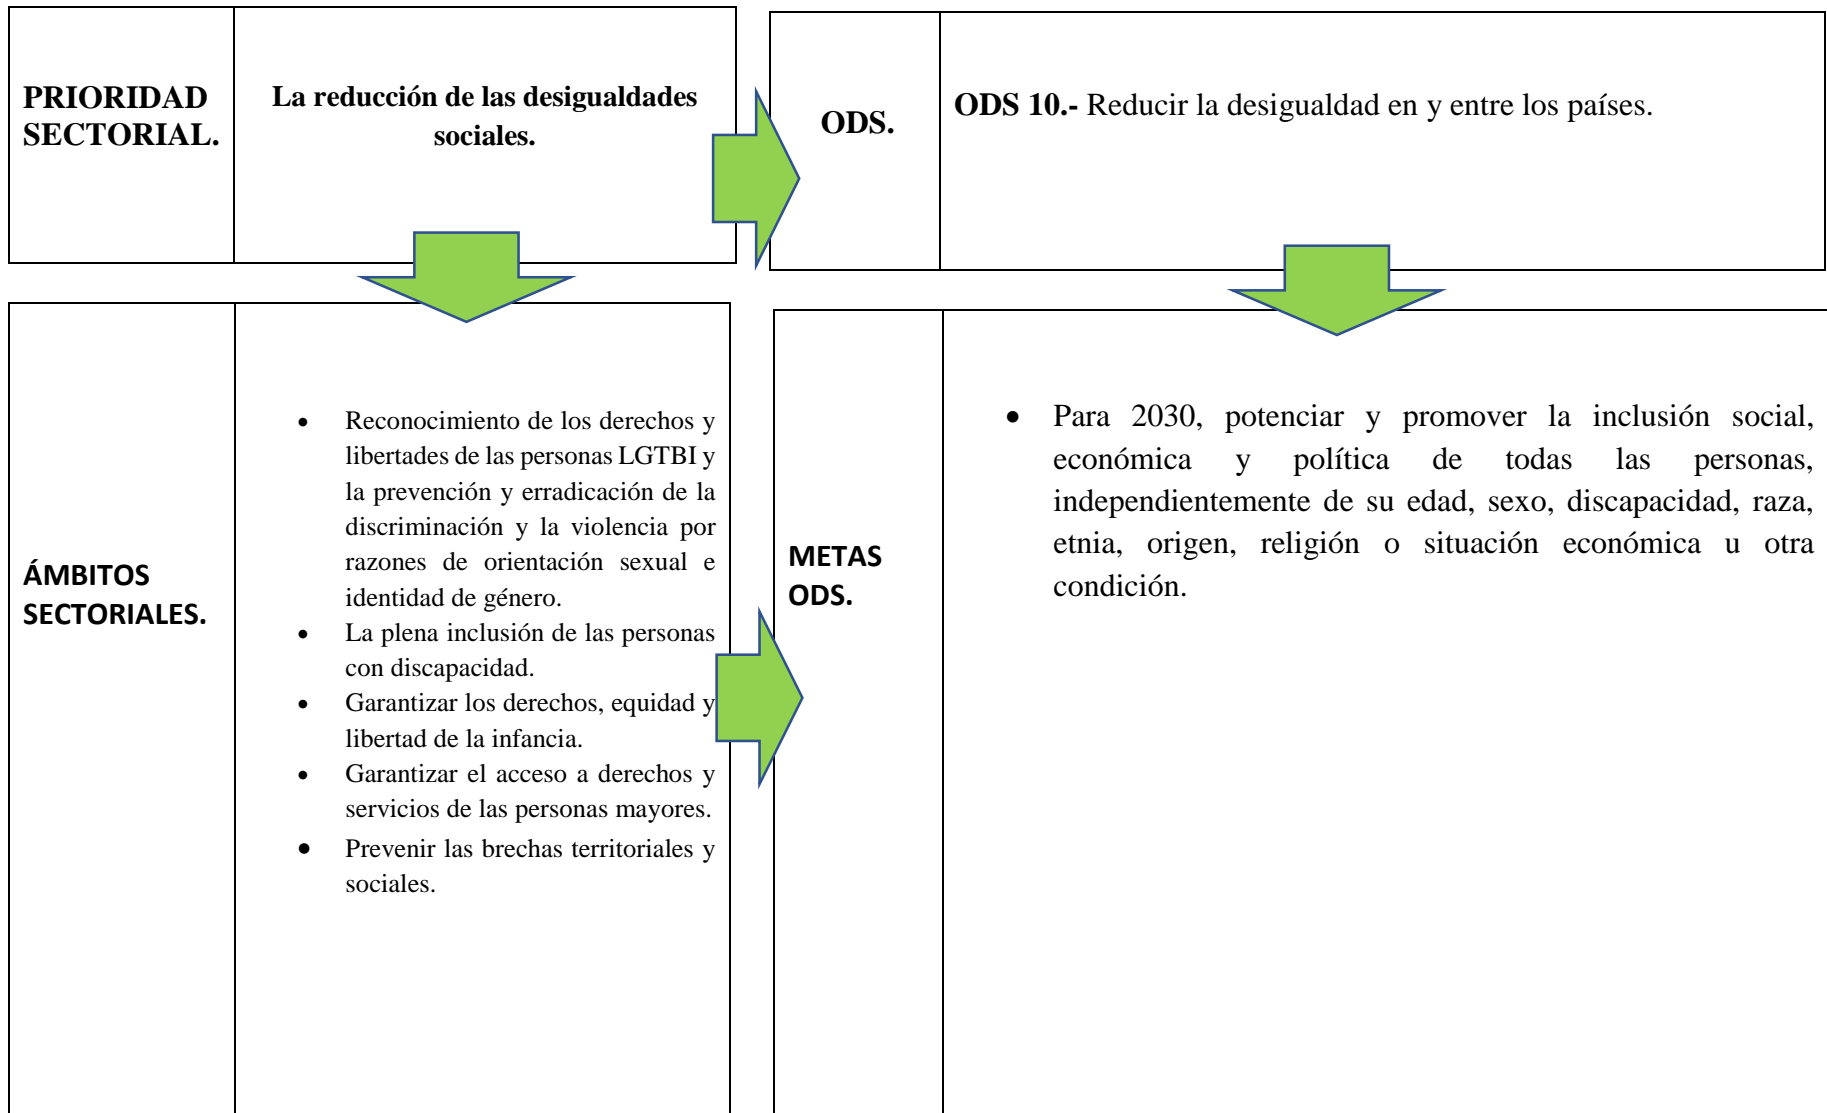 PRIORIDAD
SECTORIAL.
La reducción de las desigualdades
sociales.
ODS.
ODS 10.- Reducir la desigualdad en y entre los países.
ÁMBITOS
SECTORIALES.
• Reconocimiento de los derechos y
libertades de las personas LGTBI y
la prevención y erradicación de la
discriminación y la violencia por
razones de orientación sexual e
identidad de género.
• La plena inclusión de las personas
con discapacidad.
• Garantizar los derechos, equidad y
libertad de la infancia.
• Garantizar el acceso a derechos y
servicios de las personas mayores.
• Prevenir las brechas territoriales y
sociales.
METAS
ODS.
• Para 2030, potenciar y promover la inclusión social,
económica y política de todas las personas,
independientemente de su edad, sexo, discapacidad, raza,
etnia, origen, religión o situación económica u otra
condición.